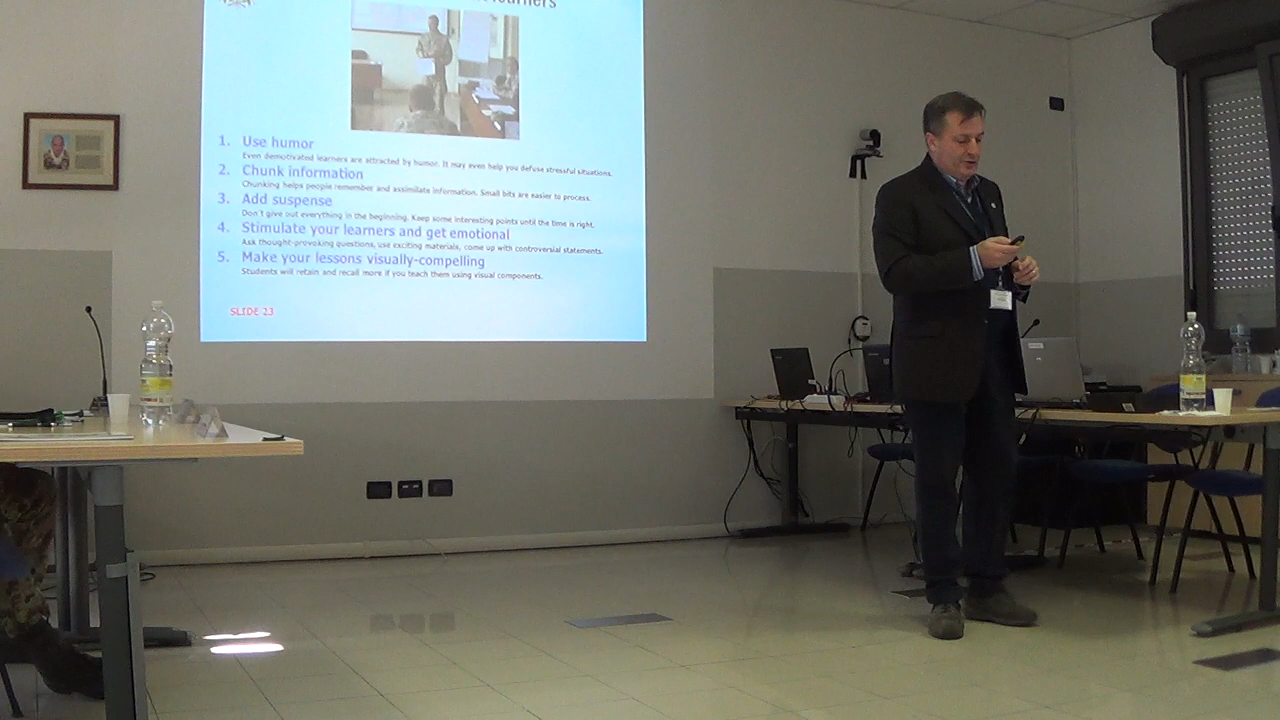 learners
1. Use humor
Even demotivated learners are attracted by humor. It may even help you defuse stressful situations.
2. Chunk information
Chunking helps people remember and assimilate information. Small bits are easier to process.
3. Add suspense
Don't give out everything in the beginning. Keep some interesting points until the time is right.
4. Stimulate your learners and get emotional
Ask thought-provoking questions, use exciting materials, come up with controversial statements.
5. Make your lessons visually-compelling
Students will retain and recall more if you teach them using visual components.
SLIDE 23